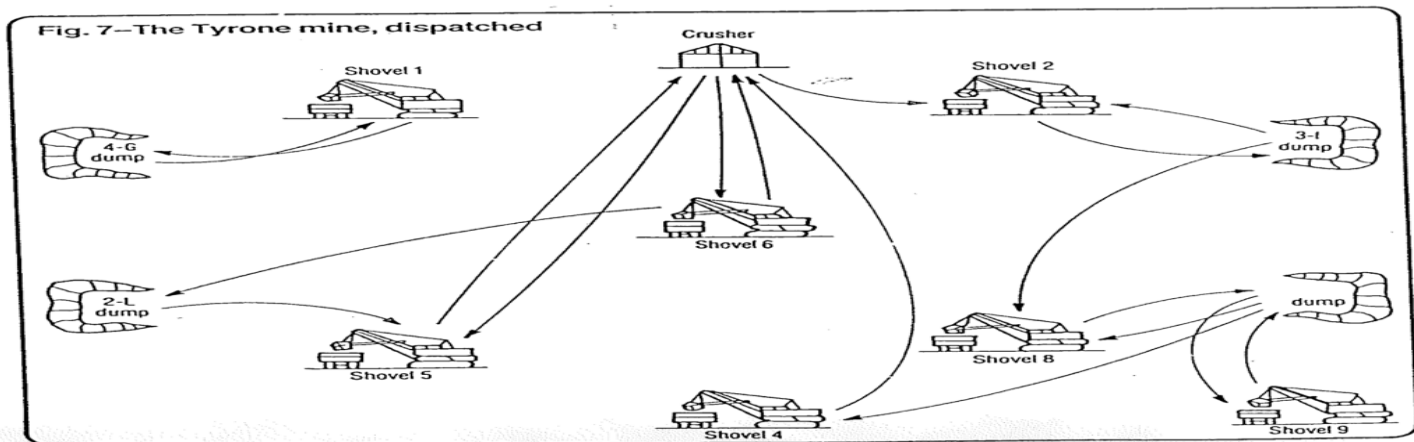 Fig. 7–The Tyrone mine, dispatched
Crusher
Shovel 1
Shovel 2
4-G
dump
3-I
dump
Shovel 6
2-L
dump
dump
Shovel 5
Shovel 8
Shovel 4
Shovel 9